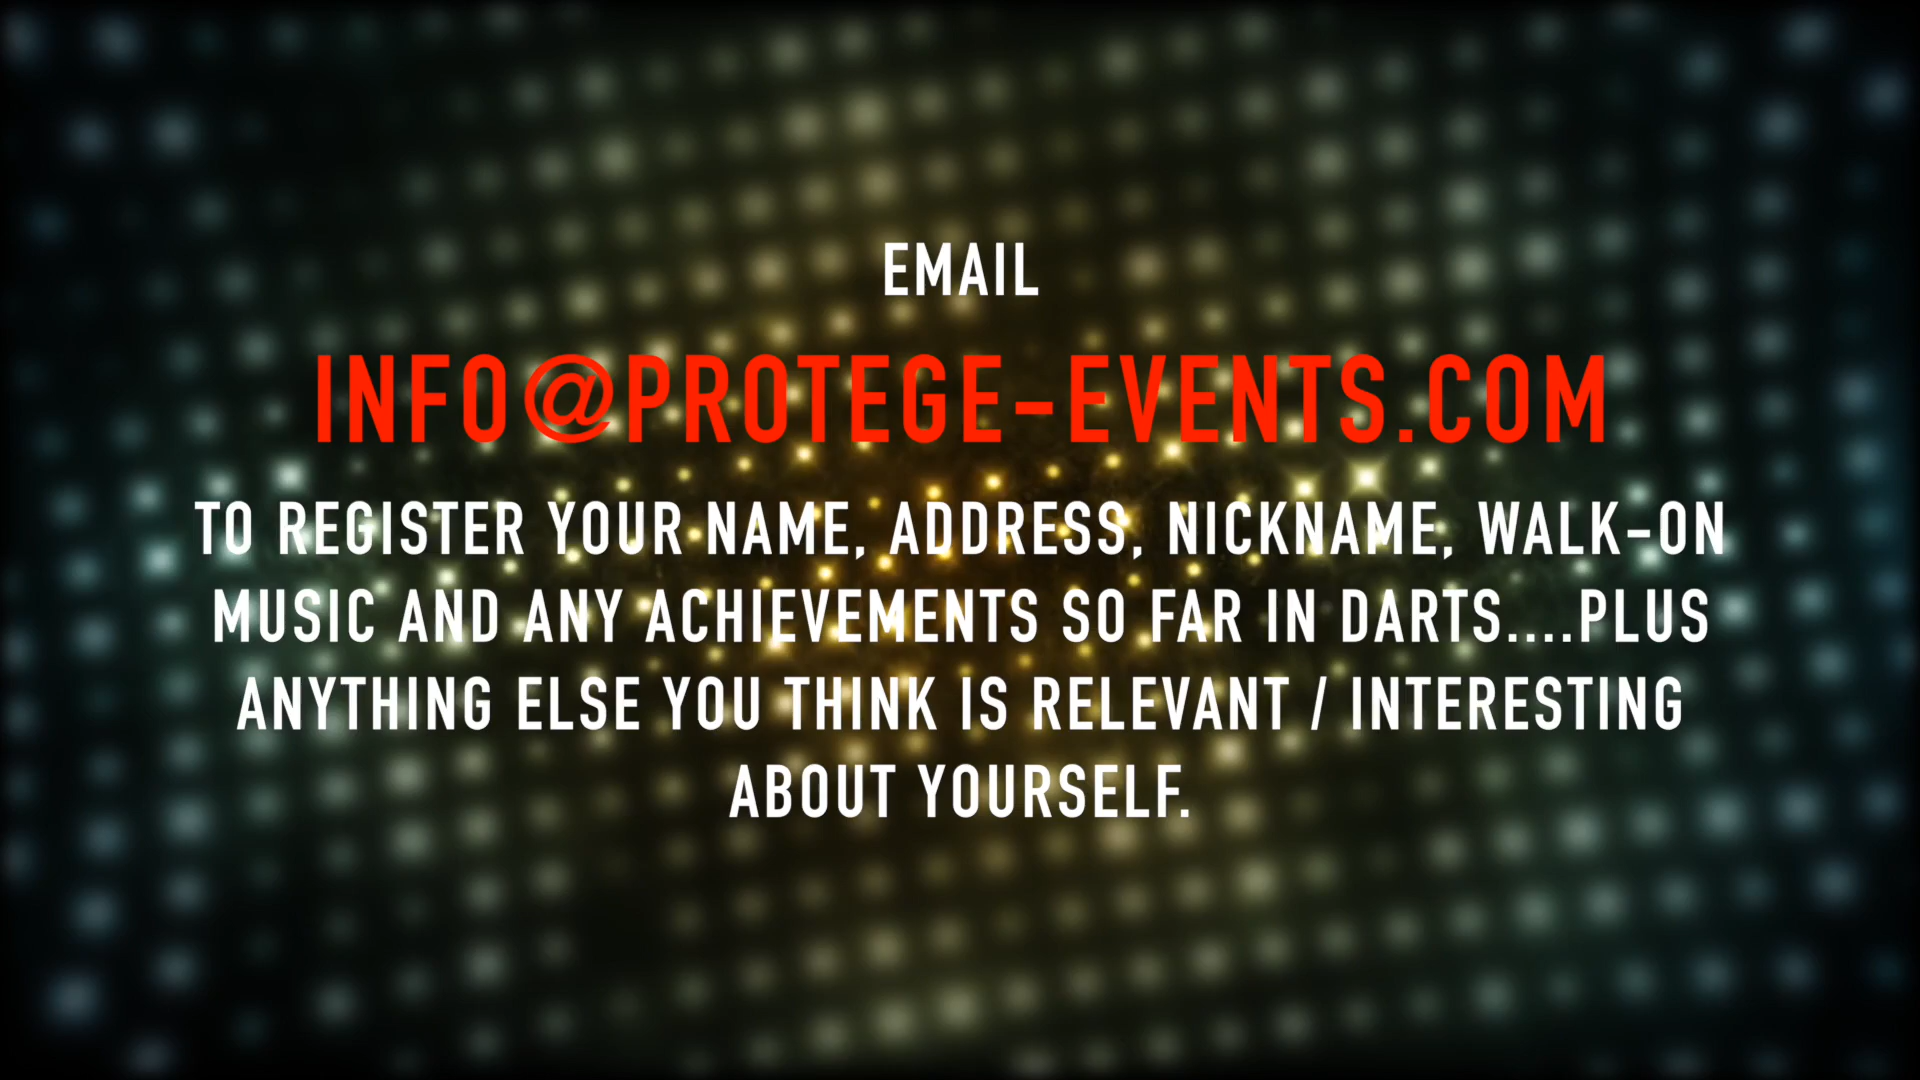 EMAIL
INFO@PROTEGE-EVENTS.COM
TO REGISTER YOUR NAME, ADDRESS, NICKNAME, WALK-ON
MUSIC AND ANY ACHIEVEMENTS SO FAR IN DARTS....PLUS
ANYTHING ELSE YOU THINK IS RELEVANT / INTERESTING
ABOUT YOURSELF.